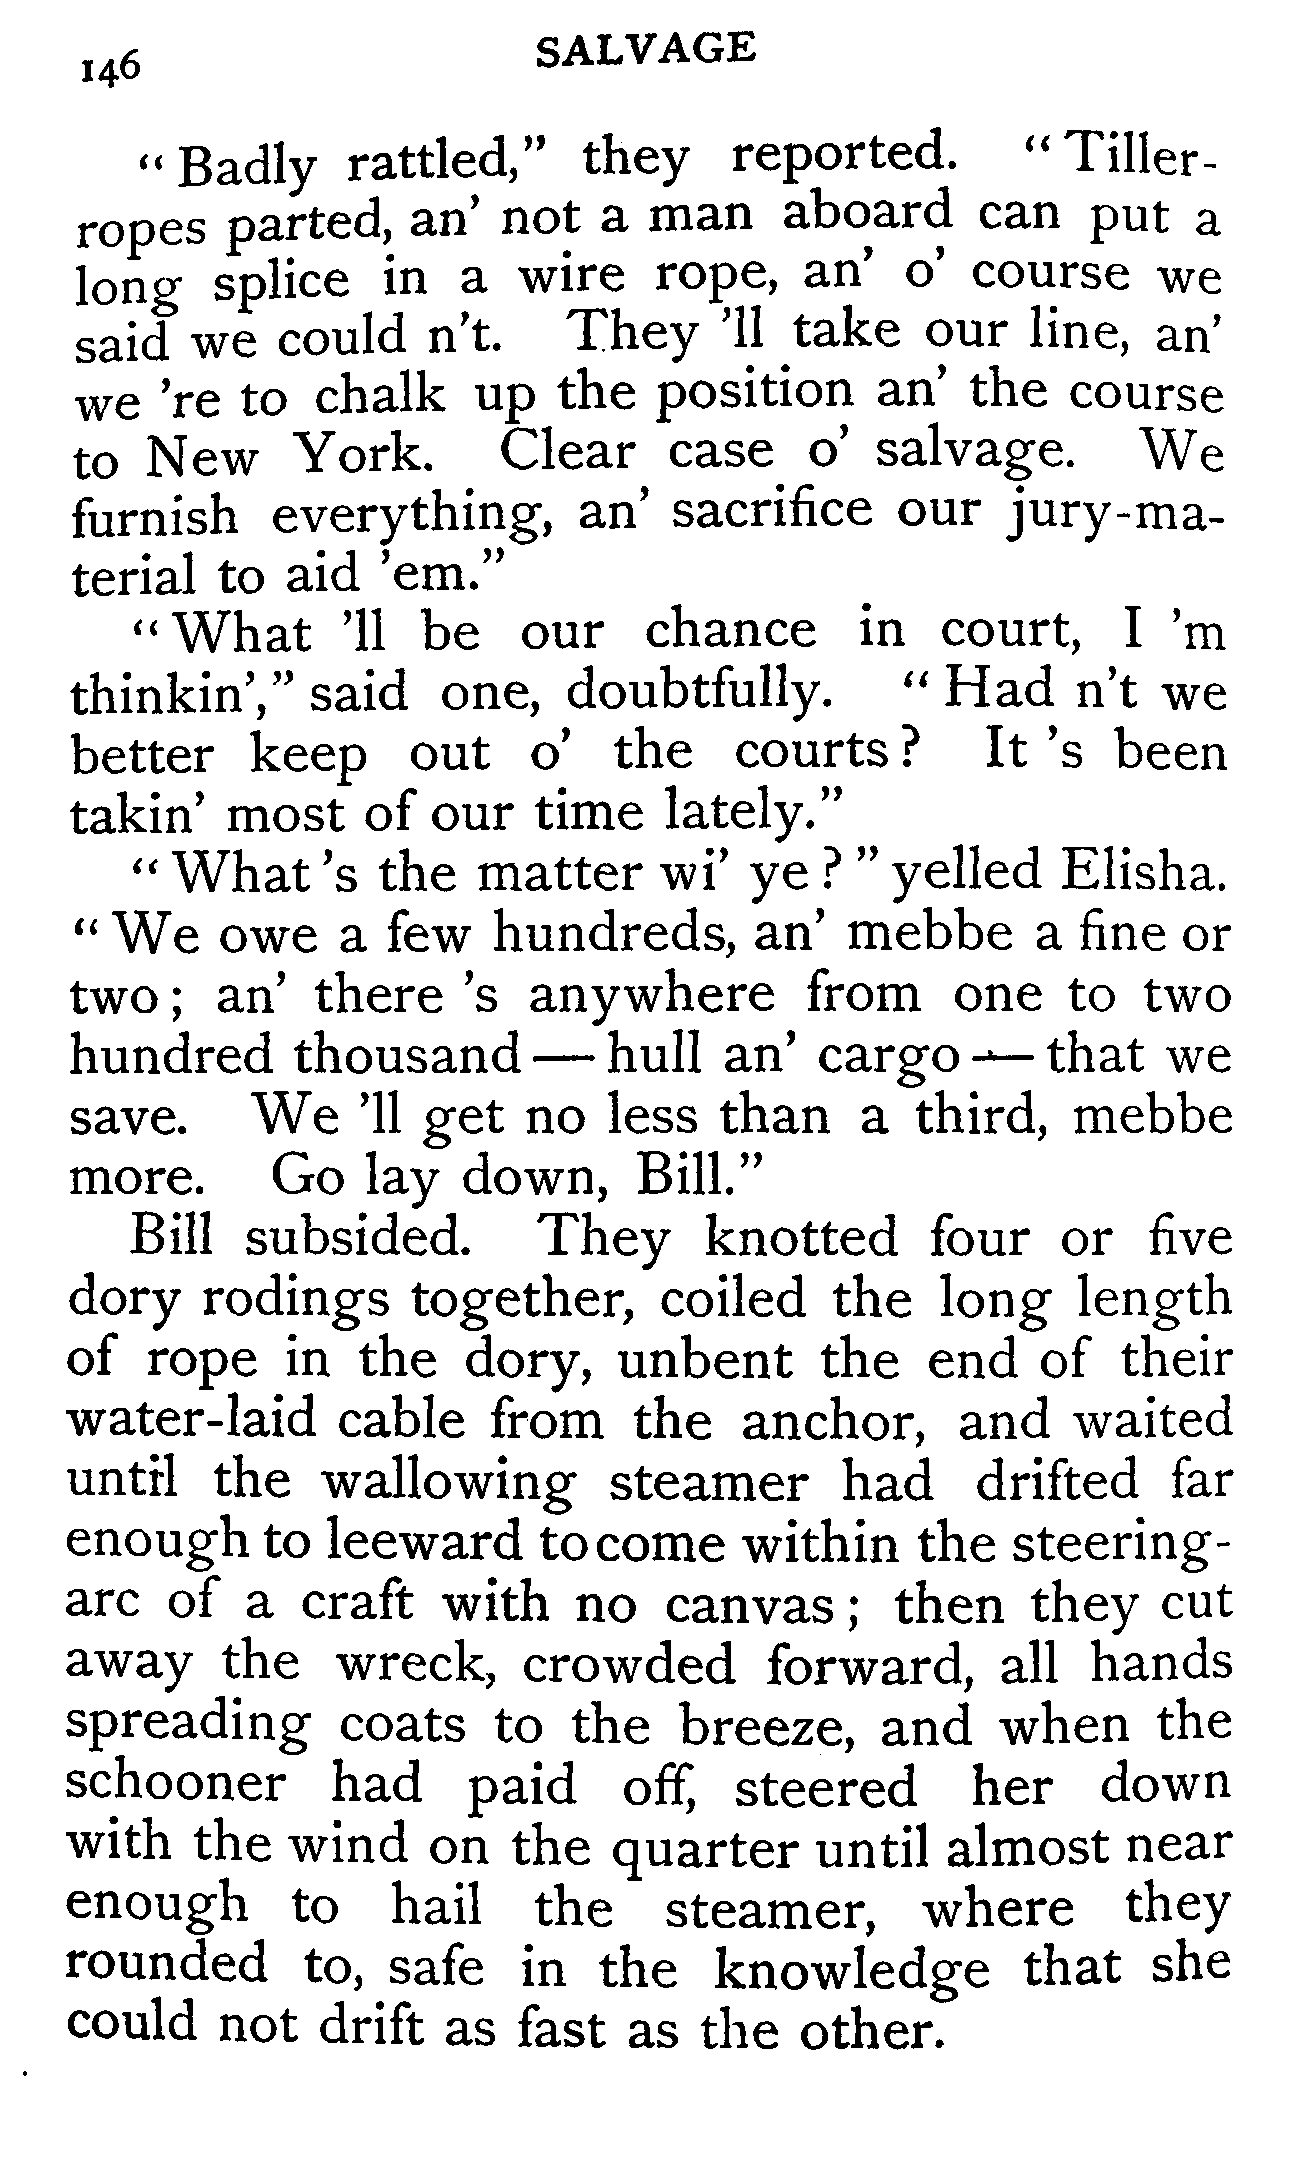 146 SALVAGE
“Badly rattled,” they reported. “Tiller-
ropes parted, an’ not a man aboard can put a
long splice in a wire rope, an’ o’ course we
said we could n’t. They ’ll take our line, an’
we ’re to chalk up the position an’ the course
to New York. Clear case o’ salvage. We
furnish everything, an’ sacrifice our jury-ma-
terial to aid ’em.”
“What ’ll be our chance in court, I ’m
thinkin’,” said one, doubtfully. “Had n’t we
better keep out o’ the courts? It ’s been
takin’ most of our time lately.”
“What ’s the matter wi’ ye?” yelled Elisha.
“We owe a few hundreds, an’ mebbe a fine or
two; an’ there ’s anywhere from one to two
hundred thousand — hull an’ cargo — that we
save. We ’ll get no less than a third, mebbe
more. Go lay down, Bill.”
Bill subsided. They knotted four or five
dory rodings together, coiled the long length
of rope in the dory, unbent the end of their
water-laid cable from the anchor, and waited
until the wallowing steamer had drifted far
enough to leeward to come within the steering-
arc of a craft with no canvas; then they cut
away the wreck, crowded forward, all hands
spreading coats to the breeze, and when the
schooner had paid off, steered her down
with the wind on the quarter until almost near
enough to hail the steamer, where they
rounded to, safe in the knowledge that she
could not drift as fast as the other.